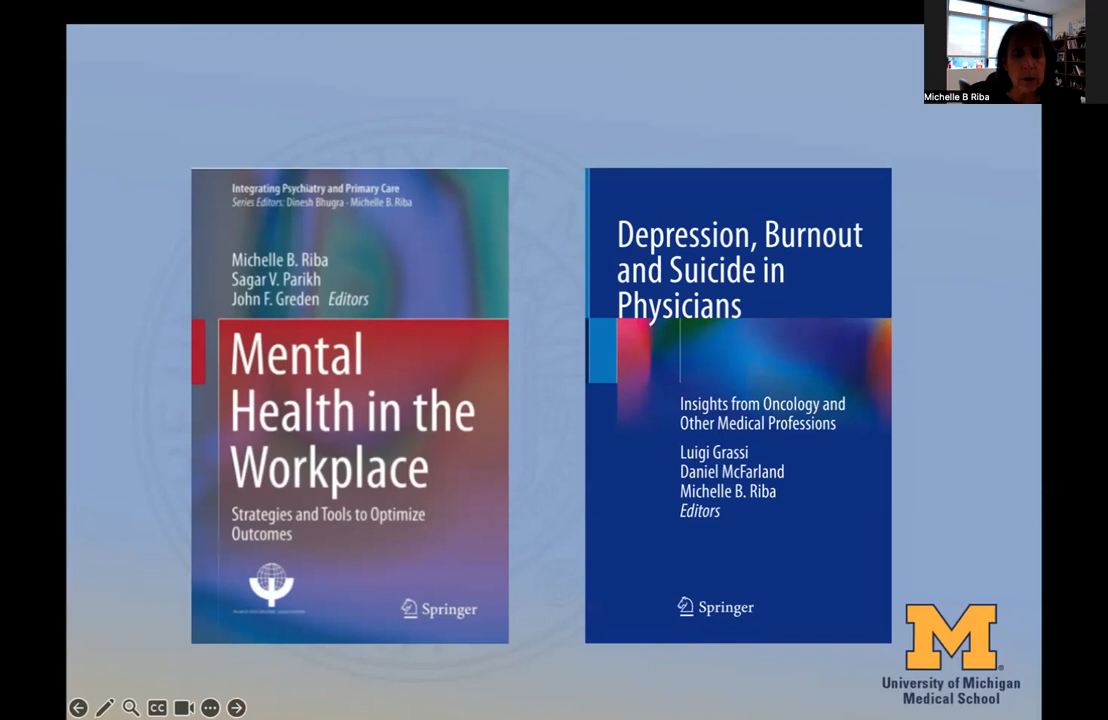 Michelle B Riba
Integrating Psychiatry and Primary Care
Series Editors: Dinesh Bhugra · Michelle B. Riba
Michelle B. Riba
Sagar V. Parikh
John F. Greden Editors
Mental
Health in the
Workplace
Strategies and Tools to Optimize
Outcomes
Springer
Depression, Burnout
and Suicide in
Physicians
Insights from Oncology and
Other Medical Professions
Luigi Grassi
Daniel McFarland
Michelle B. Riba
Editors
Springer
M
University of Michigan
Medical School
CC